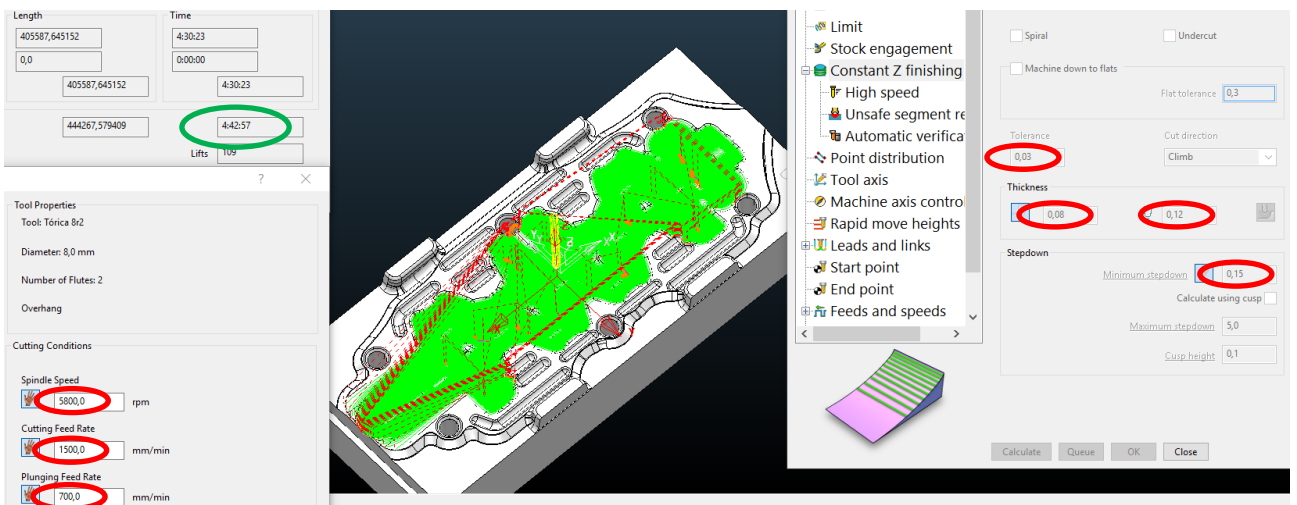 Length
Time
405587,645152
4:30:23
0,0
0:00:00
405587,645152
4:30:23
444267,579409
4:42:57
Lifts
109
?
Tool Properties
Tool: Tórica 8r2
Diameter: 8,0 mm
Number of Flutes: 2
Overhang
Cutting Conditions
Spindle Speed
5800,0 rpm
Cutting Feed Rate
1500,0 mm/min
Plunging Feed Rate
700,0 mm/min
Limit
Stock engagement
Constant Z finishing
High speed
Unsafe segment re
Automatic verifica
Point distribution
Tool axis
Machine axis contro
Rapid move heights
Leads and links
Start point
End point
Feeds and speeds
Spiral
Undercut
Machine down to flats
Flat tolerance 0,3
Tolerance
Cut direction
0,03
Climb
Thickness
0,08
0,12
Stepdown
Minimum stepdown 0,15
Calculate using cusp
Maximum stepdown 5,0
Cusp height 0,1
Calculate
Queue
OK
Close